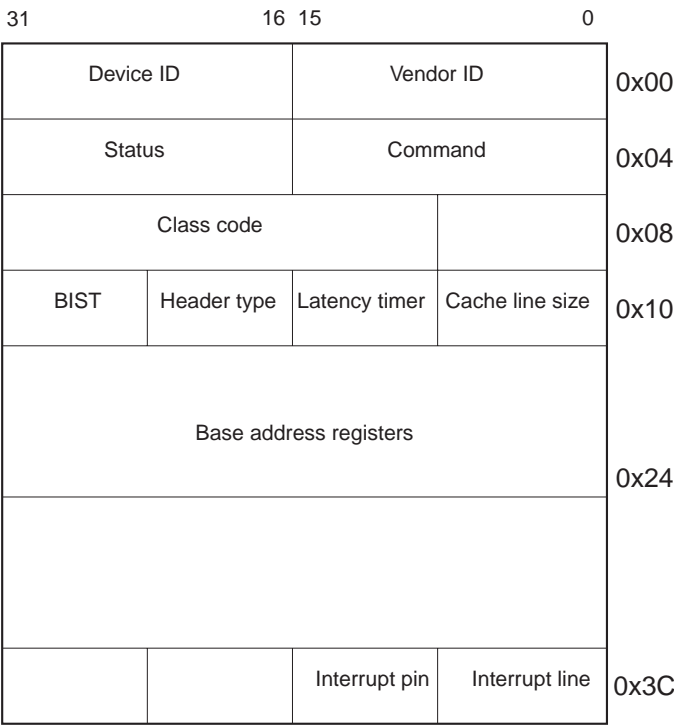 31 16 15 0
Device ID Vendor ID 0x00
Status Command 0x04
Class code 0x08
BIST Header type Latency timer Cache line size 0x10
Base address registers
0x24
Interrupt pin Interrupt line 0x3C